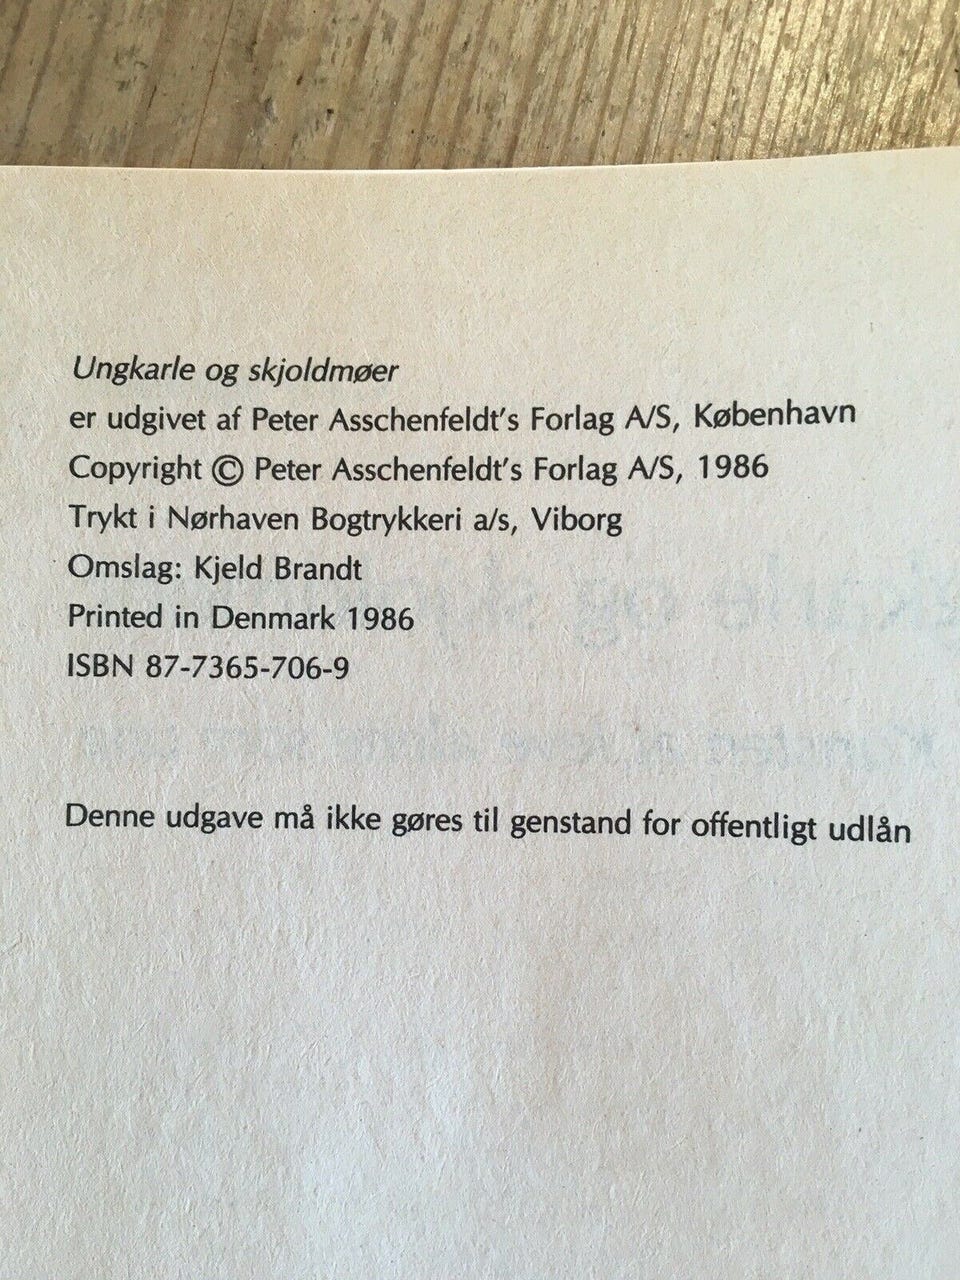 Ungkarle og skjoldmøer
er udgivet af Peter Asschenfeldt's Forlag A/S, København
Copyright © Peter Asschenfeldt's Forlag A/S, 1986
Trykt i Nørhaven Bogtrykkeri a/s, Viborg
Omslag: Kjeld Brandt
Printed in Denmark 1986
ISBN 87-7365-706-9
Denne udgave må ikke gøres til genstand for offentligt udlån